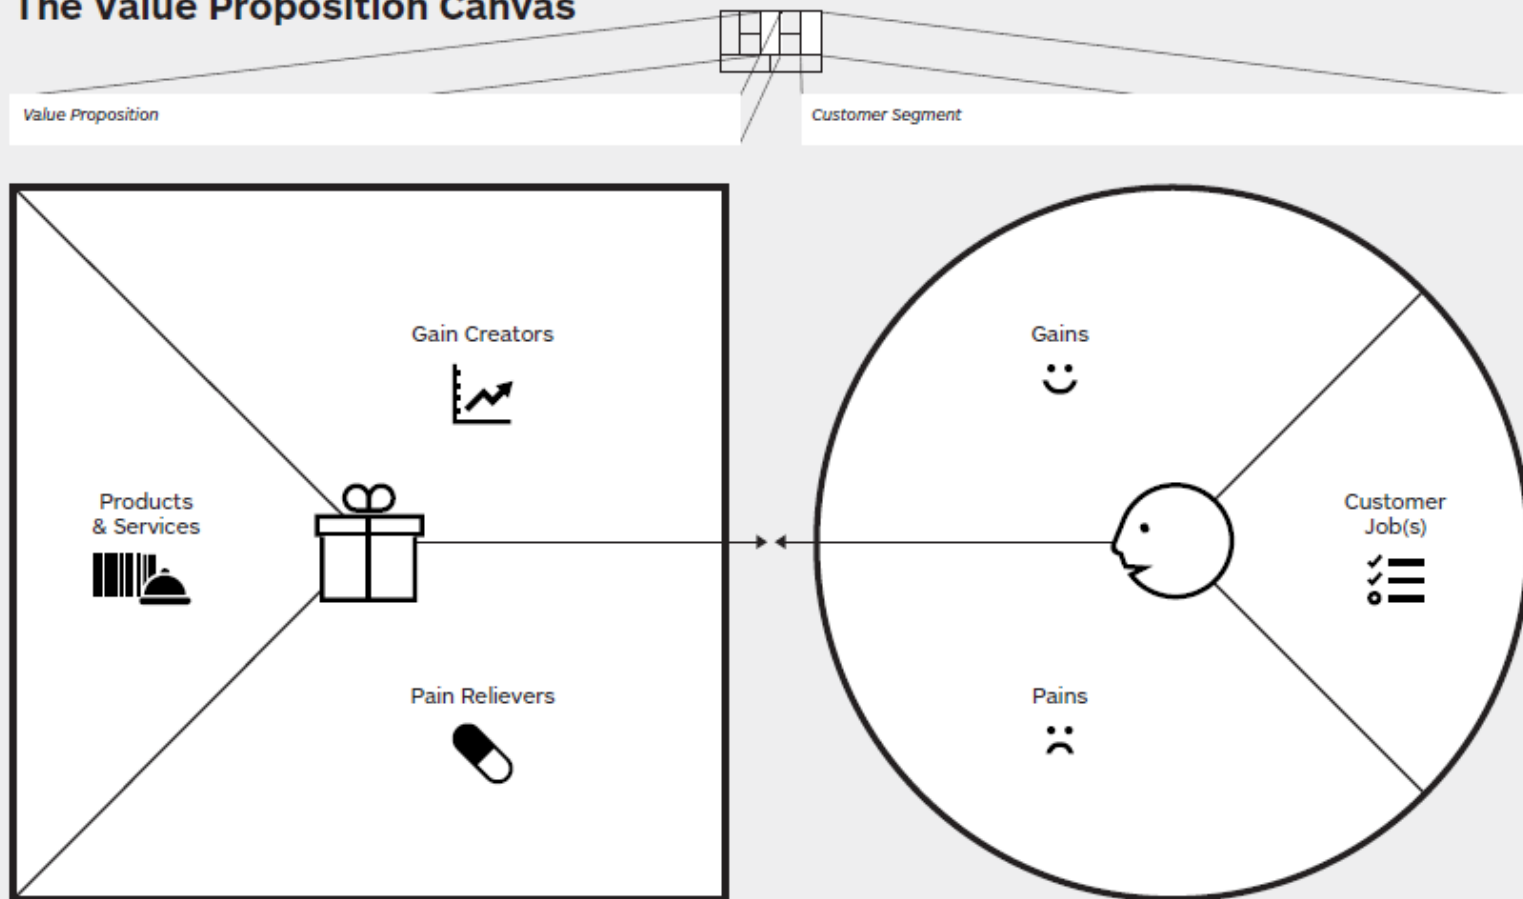 The Value Proposition Canvas
Value Proposition
Customer Segment
Gain Creators
Products
& Services
Pain Relievers
Gains
Customer
Job(s)
Pains